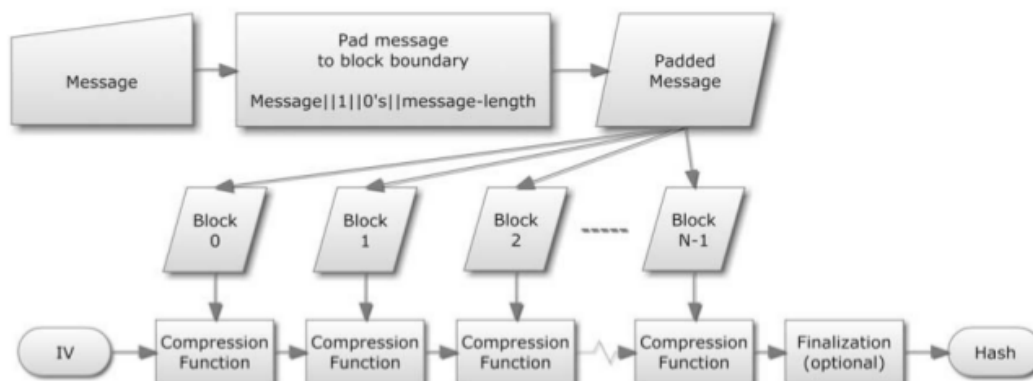 Message
Pad message
to block boundary
Message||1||0's||message-length
Padded
Message
Block
0
Block
1
Block
2
Block
N-1
IV
Compression
Function
Compression
Function
Compression
Function
Compression
Function
Finalization
(optional)
Hash